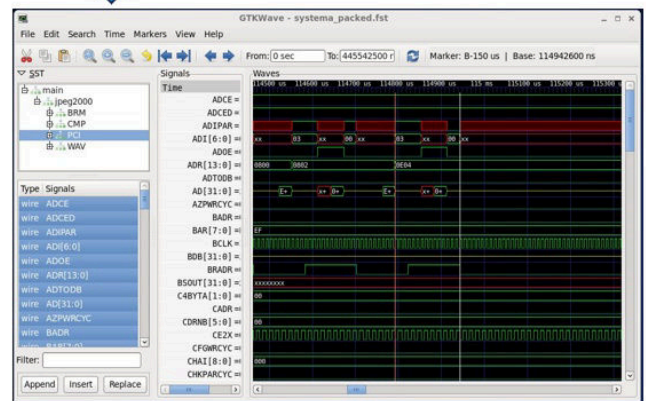 GTKWave - systema_packed.fst
File Edit Search Time Markers View Help
From: 0 sec To: 445542500 r Marker: B-150 us | Base: 114942600 ns
SST
main
jpeg2000
BRM
CMP
PCI
WAV
Type Signals
wire ADCE
wire ADCED
wire ADIPAR
wire ADI[6:0]
wire ADOE
wire ADR[13:0]
wire ADTODB
wire AD[31:0]
wire AZPWRCYC
wire BADR
wire BAR[7:0]
Filter:
Append Insert Replace
Signals
Time
ADCE =
ADCED =
ADIPAR =
ADI[6:0] =
ADOE =
ADR[13:0] =
ADTODB =
AD[31:0] =
AZPWRCYC =
BADR =
BAR[7:0] =
BCLK =
BDB[31:0] =
BRADR =
BSOUT[31:0] =
C4BYTA[1:0] =
CADR =
CDRNB[5:0] =
CE2X =
CFGWRCYC =
CHAI[8:0] =
CHKPARCYC =
Waves
114500 us 114600 us 114700 us 114800 us 114900 us 115 ms 115100 us 115200 us 115300
xx 03 xx 00 xx 03 xx 00 xx
0800 0802 0E04
E+ x+ 0+ E+ x+ 0+
EF
xxxxxxxx
00
00
000